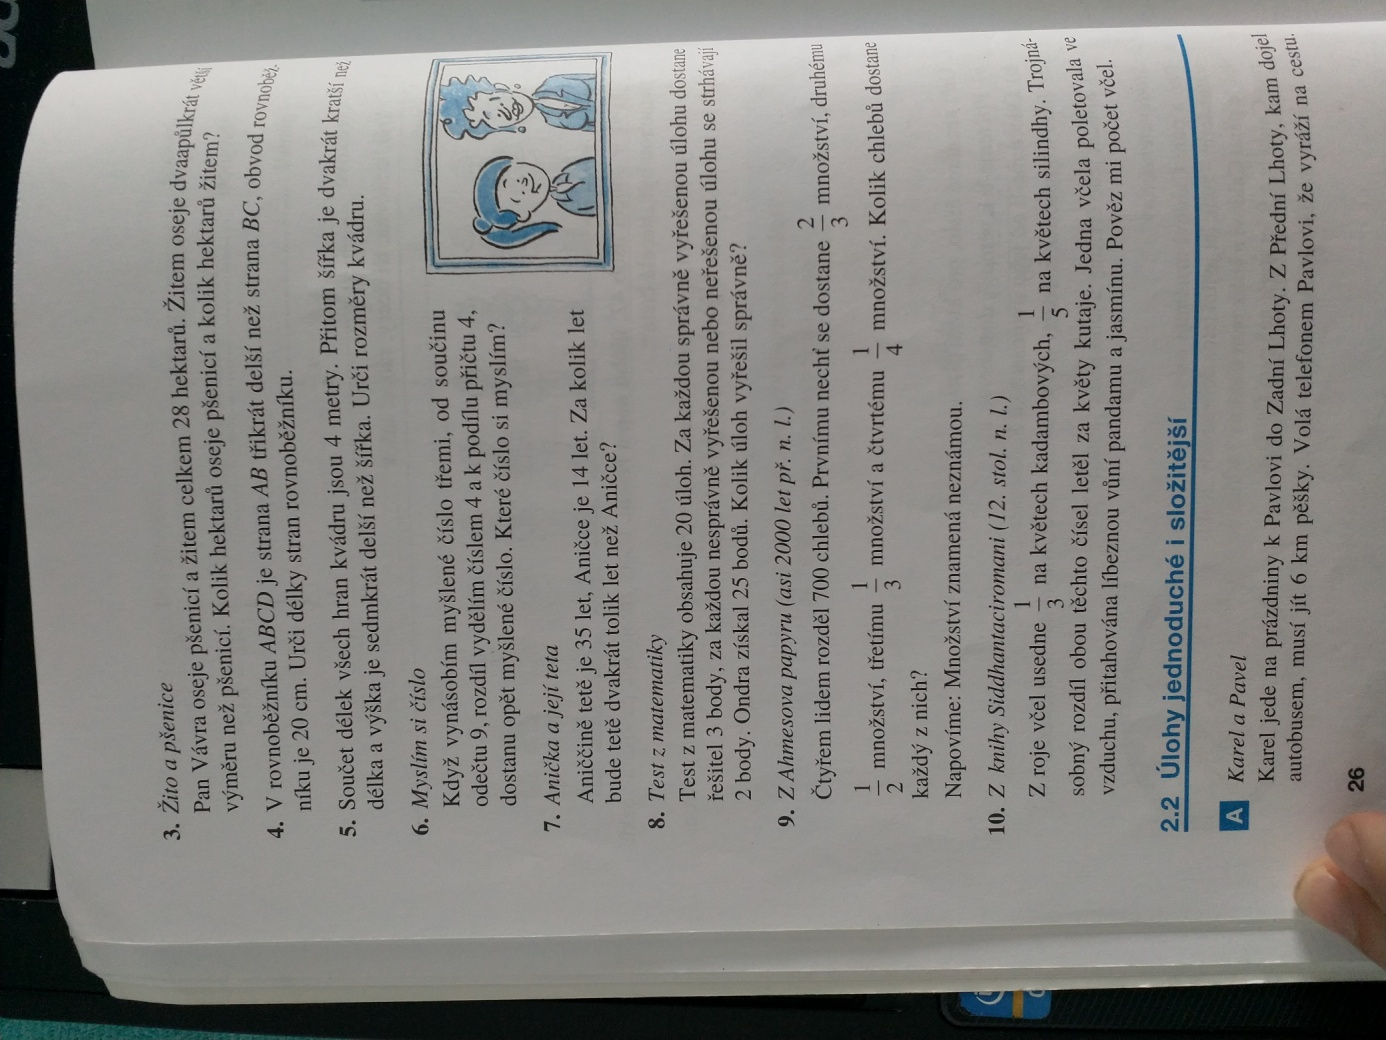 3. Žito a pšenice
Pan Vávra oseje pšenicí a žitem celkem 28 hektarů. Žitem oseje dvaapůlkrát větší
výměru než pšenicí. Kolik hektarů oseje pšenicí a kolik hektarů žitem?
4. V rovnoběžníku ABCD je strana AB třikrát delší než strana BC, obvod rovnoběž-
níku je 20 cm. Urči délky stran rovnoběžníku.
5. Součet délek všech hran kvádru jsou 4 metry. Přitom šířka je dvakrát kratší než
délka a výška je sedmkrát delší než šířka. Urči rozměry kvádru.
6. Myslím si číslo
Když vynásobím myšlené číslo třemi, od součinu
odečtu 9, rozdíl vydělím číslem 4 a k podílu přičtu 4,
dostanu opět myšlené číslo. Které číslo si myslím?
7. Anička a její teta
Aniččině tetě je 35 let, Aničce je 14 let. Za kolik let
bude tetě dvakrát tolik let než Aničce?
8. Test z matematiky
Test z matematiky obsahuje 20 úloh. Za každou správně vyřešenou úlohu dostane
řešitel 3 body, za každou nesprávně vyřešenou nebo neřešenou úlohu se strhávají
2 body. Ondra získal 25 bodů. Kolik úloh vyřešil správně?
9. Z Ahmesova papyru (asi 2000 let př. n. l.)
Čtyřem lidem rozděl 700 chlebů. Prvnímu nechť se dostane 2/3 množství, druhému
1/2 množství, třetímu 1/3 množství a čtvrtému 1/4 množství. Kolik chlebů dostane
každý z nich?
Napovíme: Množství znamená neznámou.
10. Z knihy Siddhantaciromani (12. stol. n. l.)
Z roje včel usedne 1/3 na květech kadambových, 1/5 na květech silindhy. Trojná-
sobný rozdíl obou těchto čísel letěl za květy kutaje. Jedna včela poletovala ve
vzduchu, přitahována líbeznou vůní pandamu a jasmínu. Pověz mi počet včel.
2.2 Úlohy jednoduché i složitější
A Karel a Pavel
Karel jede na prázdniny k Pavlovi do Zadní Lhoty. Z Přední Lhoty, kam dojel
autobusem, musí jít 6 km pěšky. Volá telefonem Pavlovi, že vyráží na cestu.
26